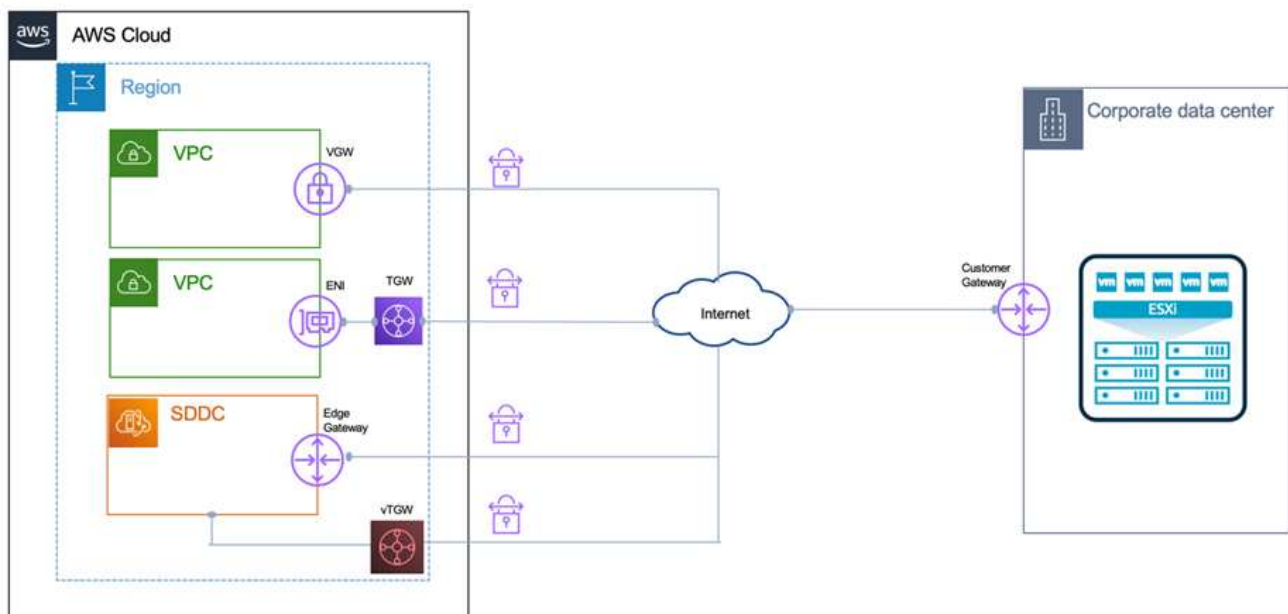 aws
AWS Cloud
Region
VPC
VGW
VPC
ENI
TGW
SDDC
Edge
Gateway
vTGW
Internet
Customer
Gateway
Corporate data center
vm vm vm vm vm
ESXi